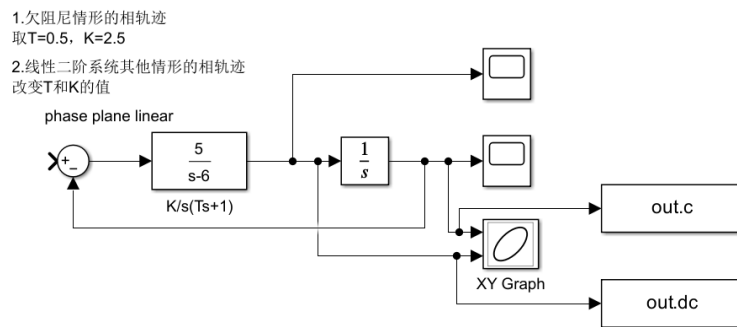 1.欠阻尼情形的相轨迹
取T=0.5，K=2.5
2.线性二阶系统其他情形的相轨迹
改变T和K的值
phase plane linear
+
−
5
s-6
K/s(Ts+1)
1
s
out.c
XY Graph
out.dc